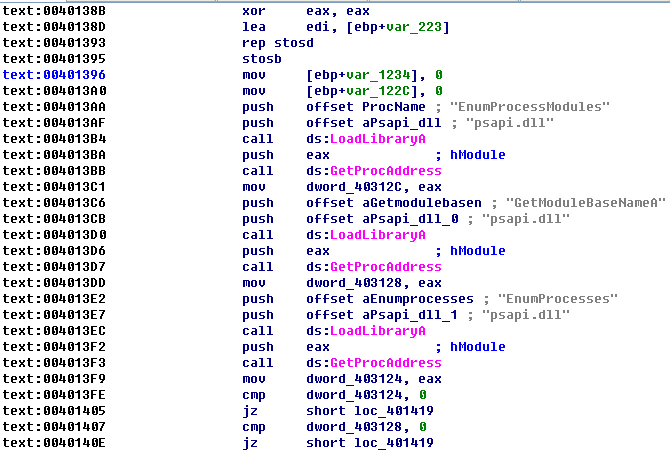 text:0040138B xor eax, eax
text:0040138D lea edi, [ebp+var_223]
text:00401393 rep stosd
text:00401395 stosb
text:00401396 mov [ebp+var_1234], 0
text:004013A0 mov [ebp+var_122C], 0
text:004013AA push offset ProcName ; "EnumProcessModules"
text:004013AF push offset aPsapi_dll ; "psapi.dll"
text:004013B4 call ds:LoadLibraryA
text:004013BA push eax ; hModule
text:004013BB call ds:GetProcAddress
text:004013C1 mov dword_40312C, eax
text:004013C6 push offset aGetmodulebasen ; "GetModuleBaseNameA"
text:004013CB push offset aPsapi_dll_0 ; "psapi.dll"
text:004013D0 call ds:LoadLibraryA
text:004013D6 push eax ; hModule
text:004013D7 call ds:GetProcAddress
text:004013DD mov dword_403128, eax
text:004013E2 push offset aEnumprocesses ; "EnumProcesses"
text:004013E7 push offset aPsapi_dll_1 ; "psapi.dll"
text:004013EC call ds:LoadLibraryA
text:004013F2 push eax ; hModule
text:004013F3 call ds:GetProcAddress
text:004013F9 mov dword_403124, eax
text:004013FE cmp dword_403124, 0
text:00401405 jz short loc_401419
text:00401407 cmp dword_403128, 0
text:0040140E jz short loc_401419